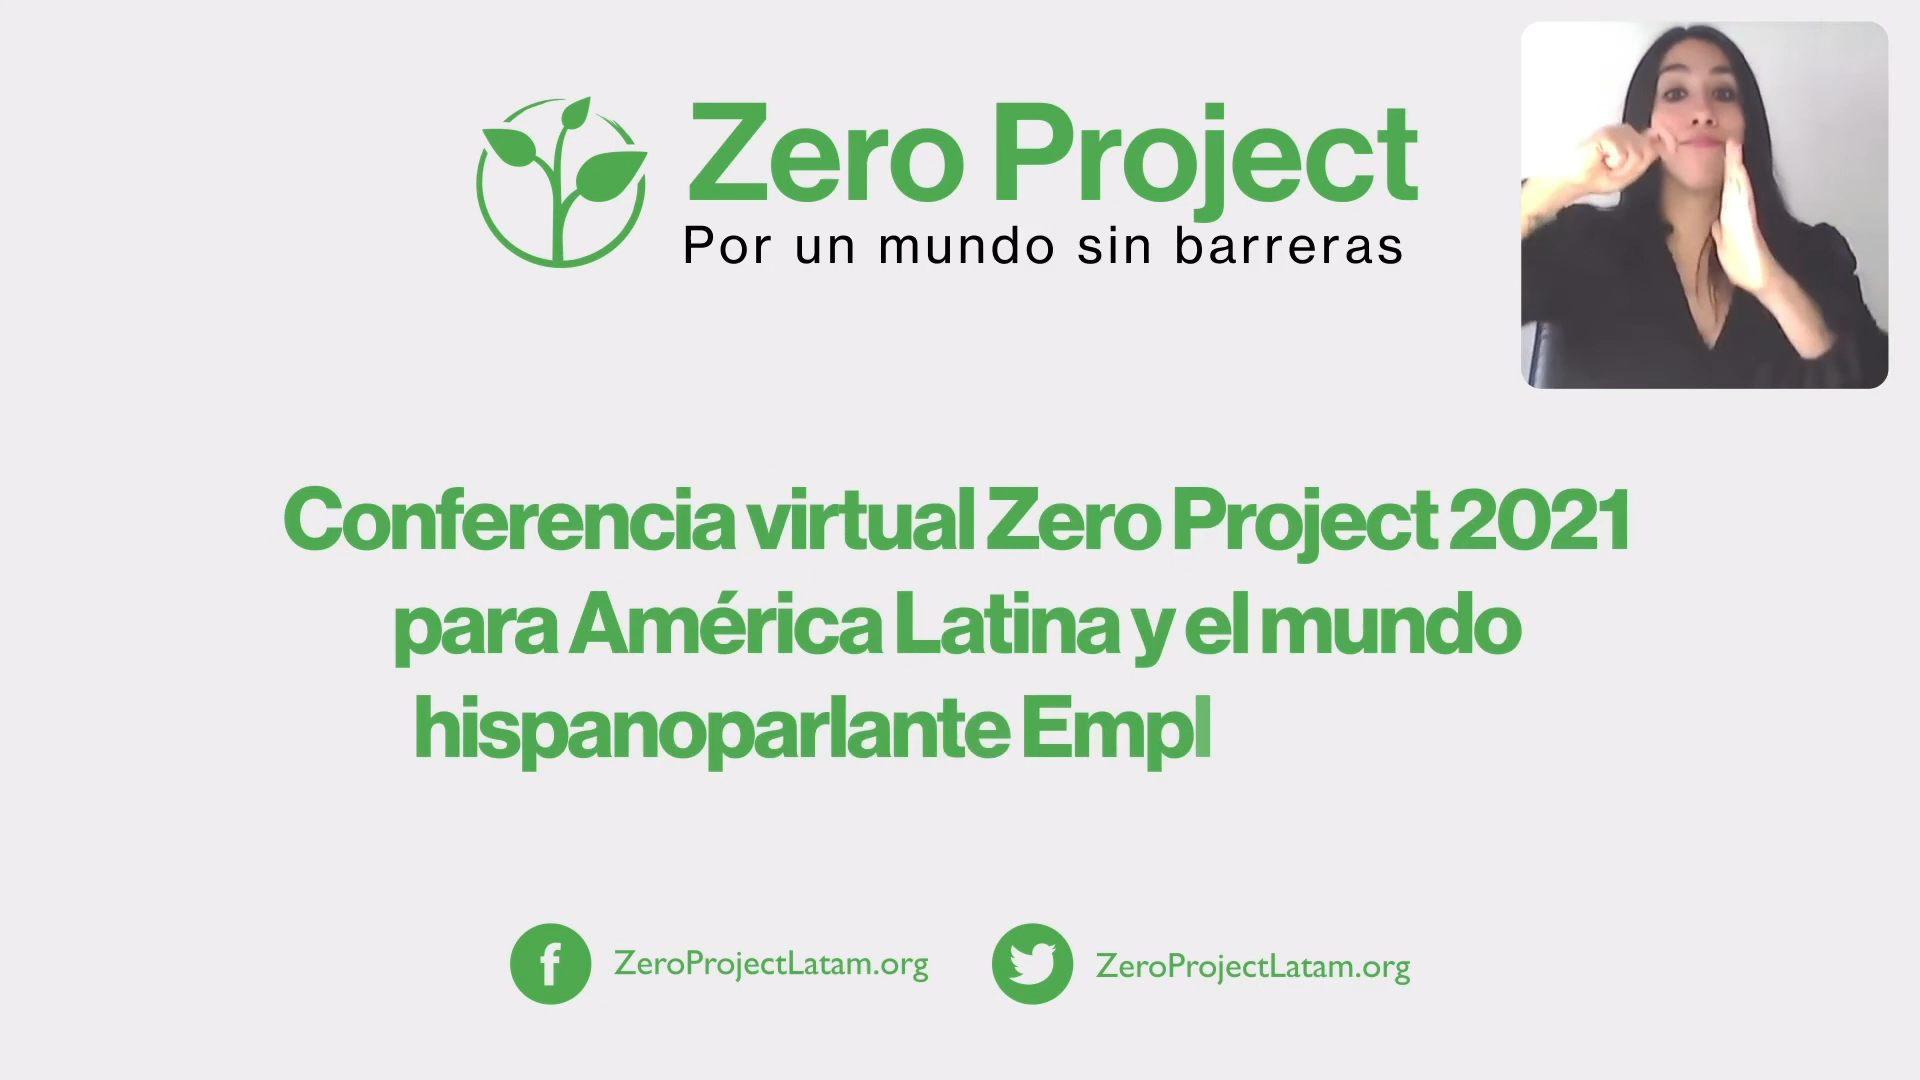 Zero Project
Por un mundo sin barreras
Conferencia virtual Zero Project 2021
para América Latina y el mundo
hispanoparlante Empl
ZeroProjectLatam.org
ZeroProjectLatam.org